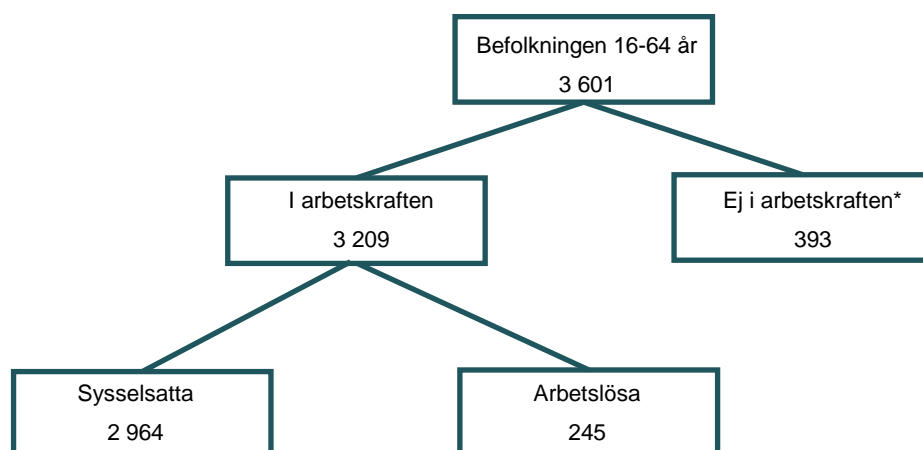 Befolkningen 16-64 år
3 601
I arbetskraften
3 209
Ej i arbetskraften*
393
Sysselsatta
2 964
Arbetslösa
245